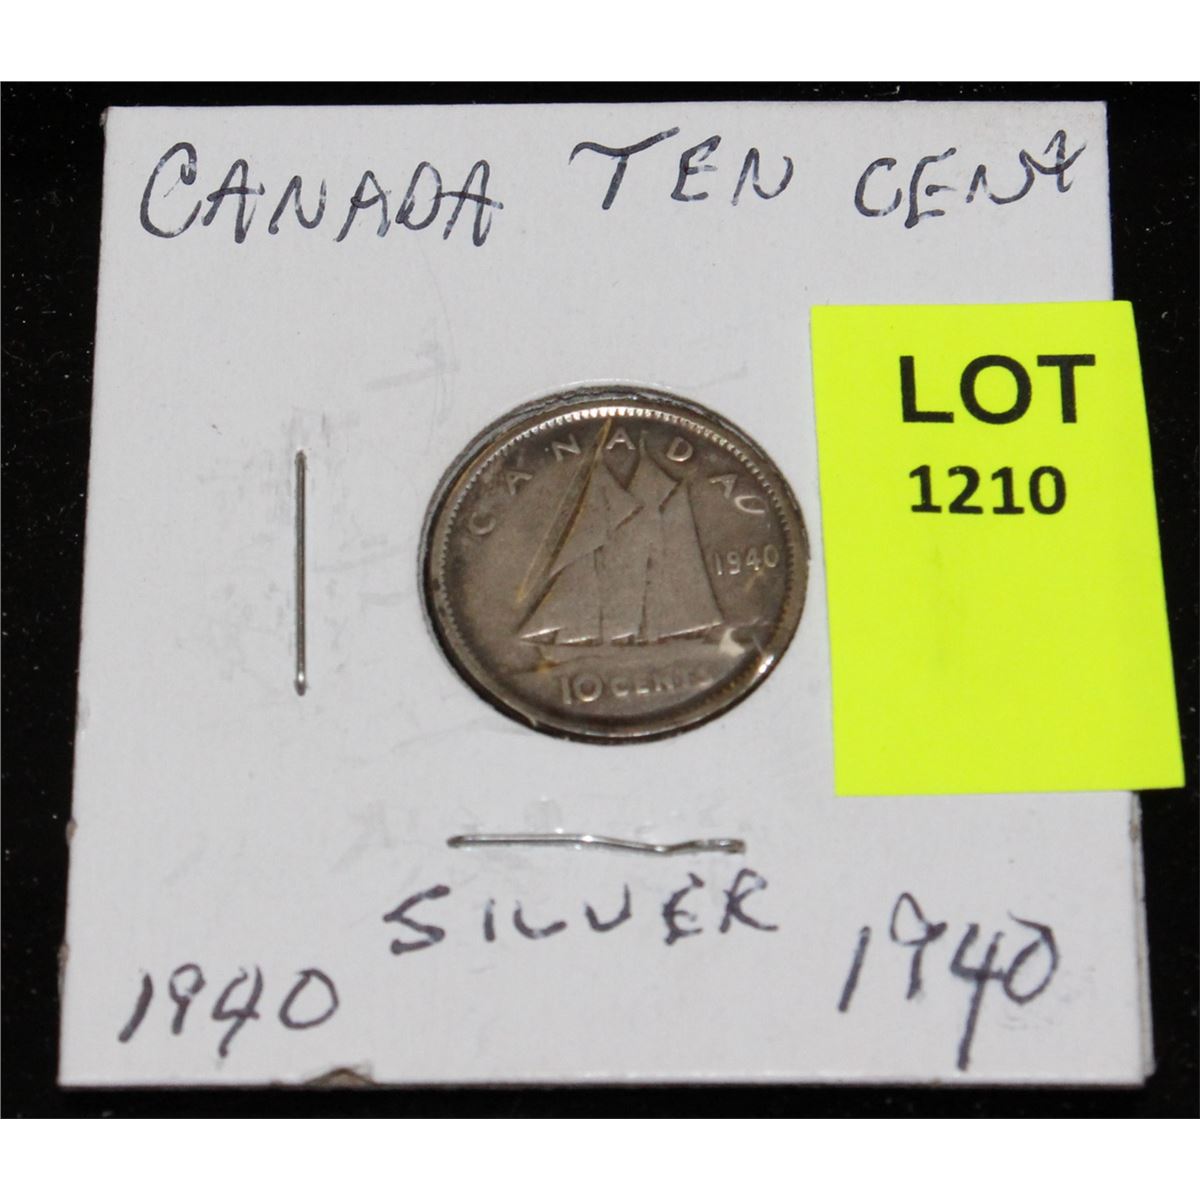 CANADA TEN CENT
LOT
1210
CANADA
1940
10 CENTS
SILVER
1940
1940